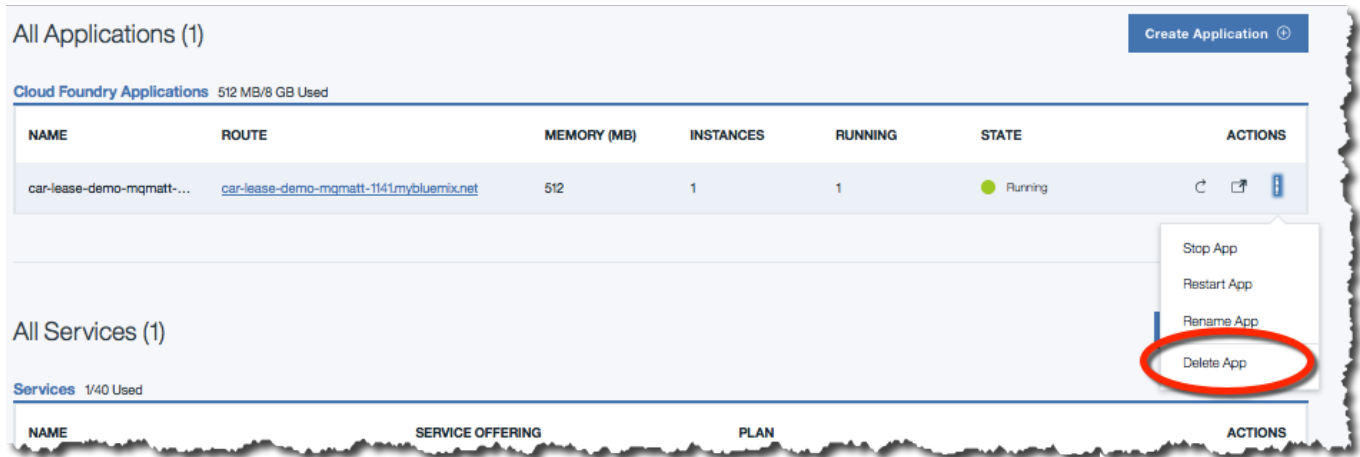 All Applications (1)
Create Application
Cloud Foundry Applications 512 MB/8 GB Used
NAME ROUTE MEMORY (MB) INSTANCES RUNNING STATE ACTIONS
car-lease-demo-mqmatt-... car-lease-demo-mqmatt-1141.mybluemix.net 512 1 1 Running
Stop App
Restart App
Rename App
Delete App
All Services (1)
Services 1/40 Used
NAME SERVICE OFFERING PLAN ACTIONS